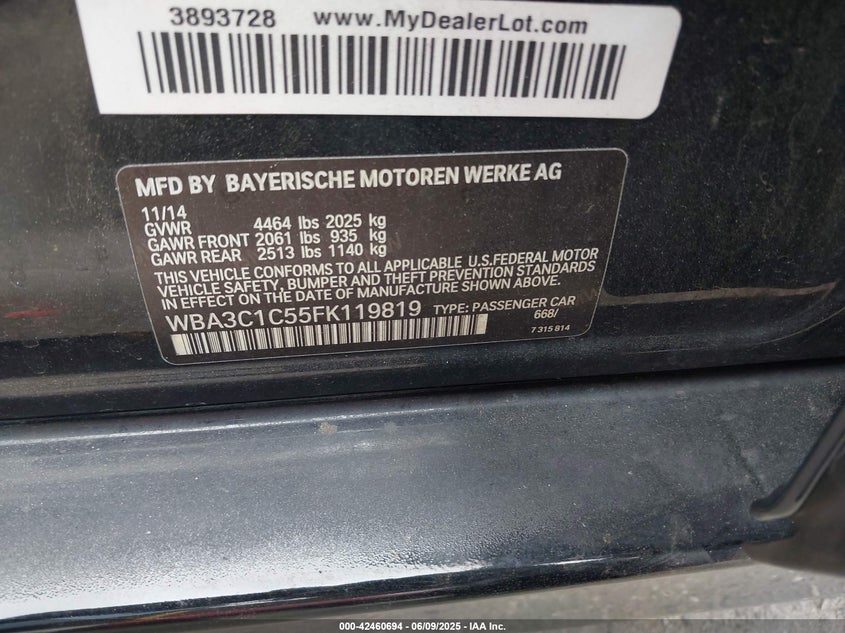 3893728 www.MyDealerLot.com
MFD BY BAYERISCHE MOTOREN WERKE AG
11/14
GVWR 4464 lbs 2025 kg
GAWR FRONT 2061 lbs 935 kg
GAWR REAR 2513 lbs 1140 kg
THIS VEHICLE CONFORMS TO ALL APPLICABLE U.S.FEDERAL MOTOR
VEHICLE SAFETY, BUMPER AND THEFT PREVENTION STANDARDS
IN EFFECT ON THE DATE OF MANUFACTURE SHOWN ABOVE.
WBA3C1C55FK119819 TYPE: PASSENGER CAR
668/
7 315 814
000-42460694 - 06/09/2025 - IAA Inc.